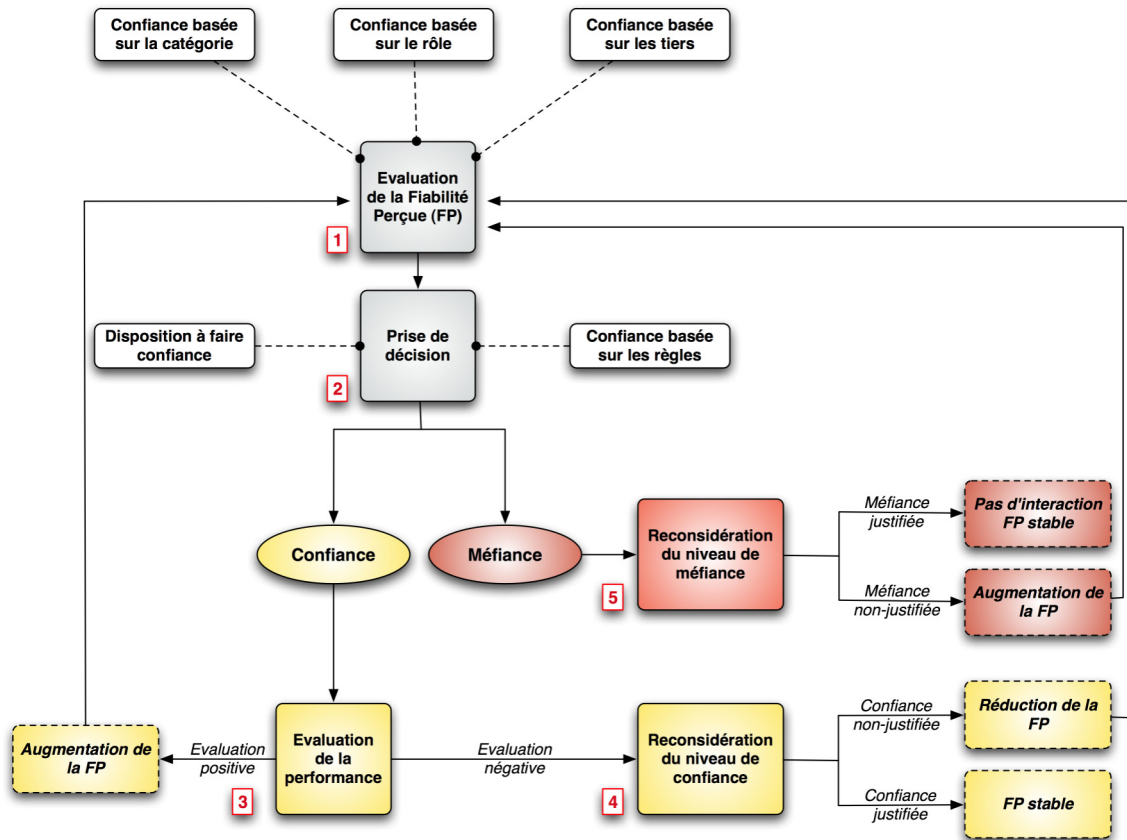 Confiance basée
sur la catégorie
Confiance basée
sur le rôle
Confiance basée
sur les tiers
Evaluation
de la Fiabilité
Perçue (FP)
1
Disposition à faire
confiance
Prise de
décision
Confiance basée
sur les règles
2
Confiance
Méfiance
Reconsidération
du niveau de
méfiance
5
Méfiance
justifiée
Pas d'interaction
FP stable
Méfiance
non-justifiée
Augmentation de
la FP
Augmentation de
la FP
Evaluation
positive
Evaluation
de la
performance
3
Evaluation
négative
Reconsidération
du niveau de
confiance
4
Confiance
non-justifiée
Réduction de la
FP
Confiance
justifiée
FP stable